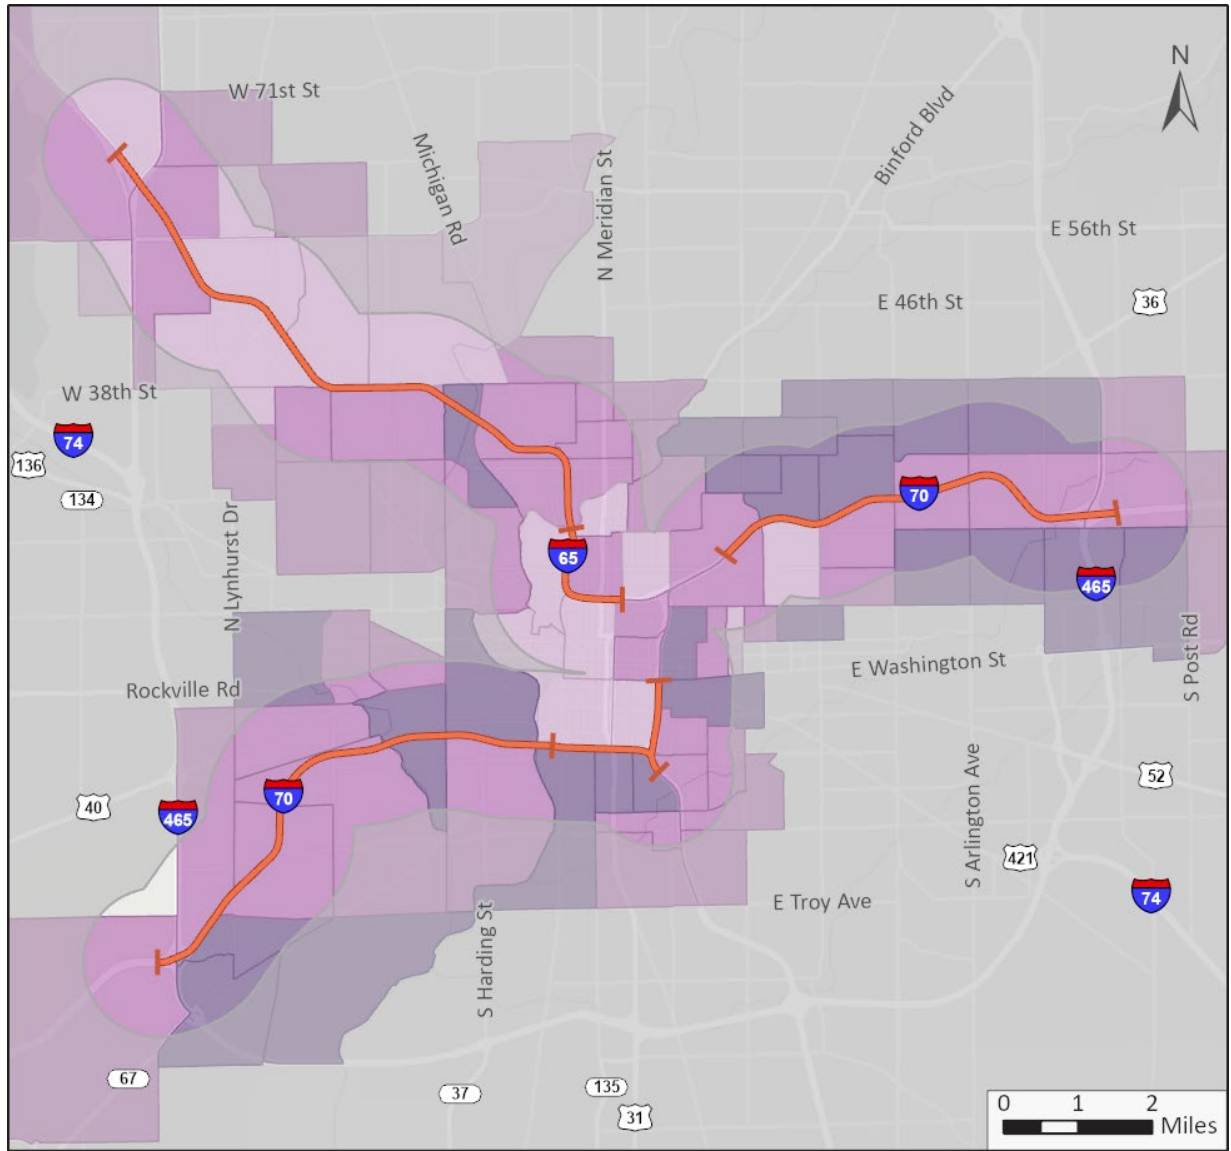 N
W 71st St
Michigan Rd
N Meridian St
Binford Blvd
E 56th St
36
E 46th St
W 38th St
74
136
134
70
N Lynhurst Dr
65
465
S Post Rd
E Washington St
Rockville Rd
40
465
70
S Arlington Ave
52
421
74
E Troy Ave
S Harding St
67
37
135
31
0 1 2
Miles